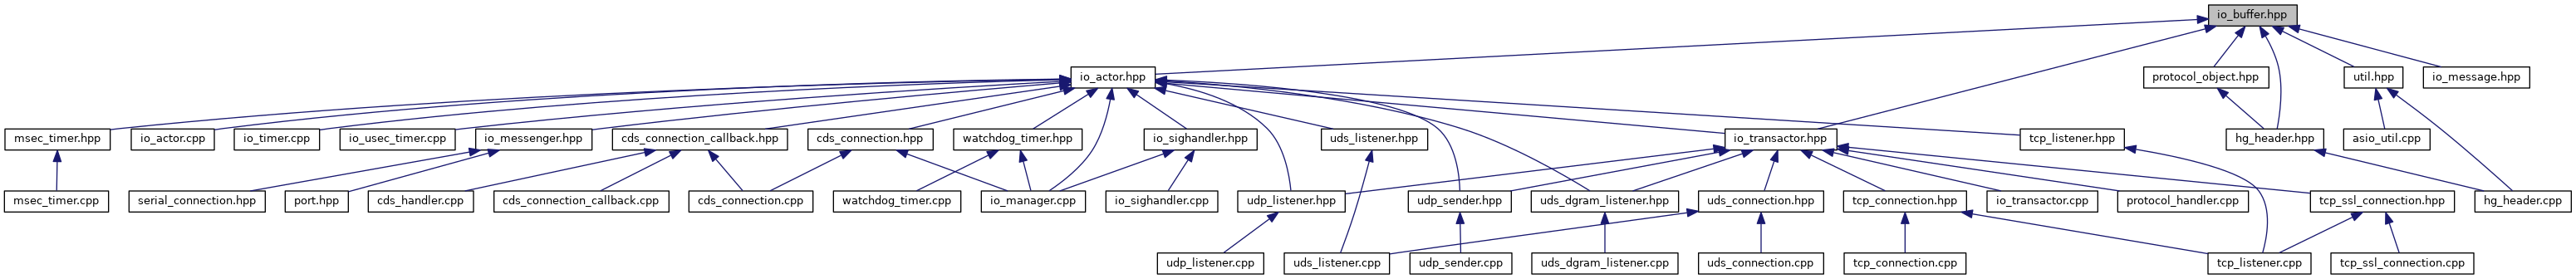 io_buffer.hpp
io_actor.hpp
protocol_object.hpp
util.hpp
io_message.hpp
msec_timer.hpp
io_actor.cpp
io_timer.cpp
io_usec_timer.cpp
io_messenger.hpp
cds_connection_callback.hpp
cds_connection.hpp
watchdog_timer.hpp
io_sighandler.hpp
uds_listener.hpp
io_transactor.hpp
tcp_listener.hpp
hg_header.hpp
asio_util.cpp
msec_timer.cpp
serial_connection.hpp
port.hpp
cds_handler.cpp
cds_connection_callback.cpp
cds_connection.cpp
watchdog_timer.cpp
io_manager.cpp
io_sighandler.cpp
udp_listener.hpp
udp_sender.hpp
uds_dgram_listener.hpp
uds_connection.hpp
tcp_connection.hpp
io_transactor.cpp
protocol_handler.cpp
tcp_ssl_connection.hpp
hg_header.cpp
udp_listener.cpp
uds_listener.cpp
udp_sender.cpp
uds_dgram_listener.cpp
uds_connection.cpp
tcp_connection.cpp
tcp_listener.cpp
tcp_ssl_connection.cpp